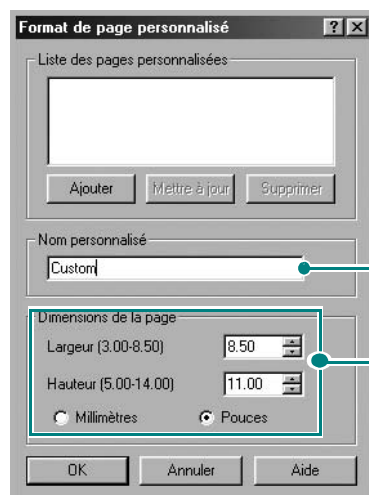 Format de page personnalisé
Liste des pages personnalisées
Ajouter Mettre à jour Supprimer
Nom personnalisé
Custom
Dimensions de la page
Largeur (3.00-8.50) 8.50
Hauteur (5.00-14.00) 11.00
Millimètres Pouces
OK Annuler Aide